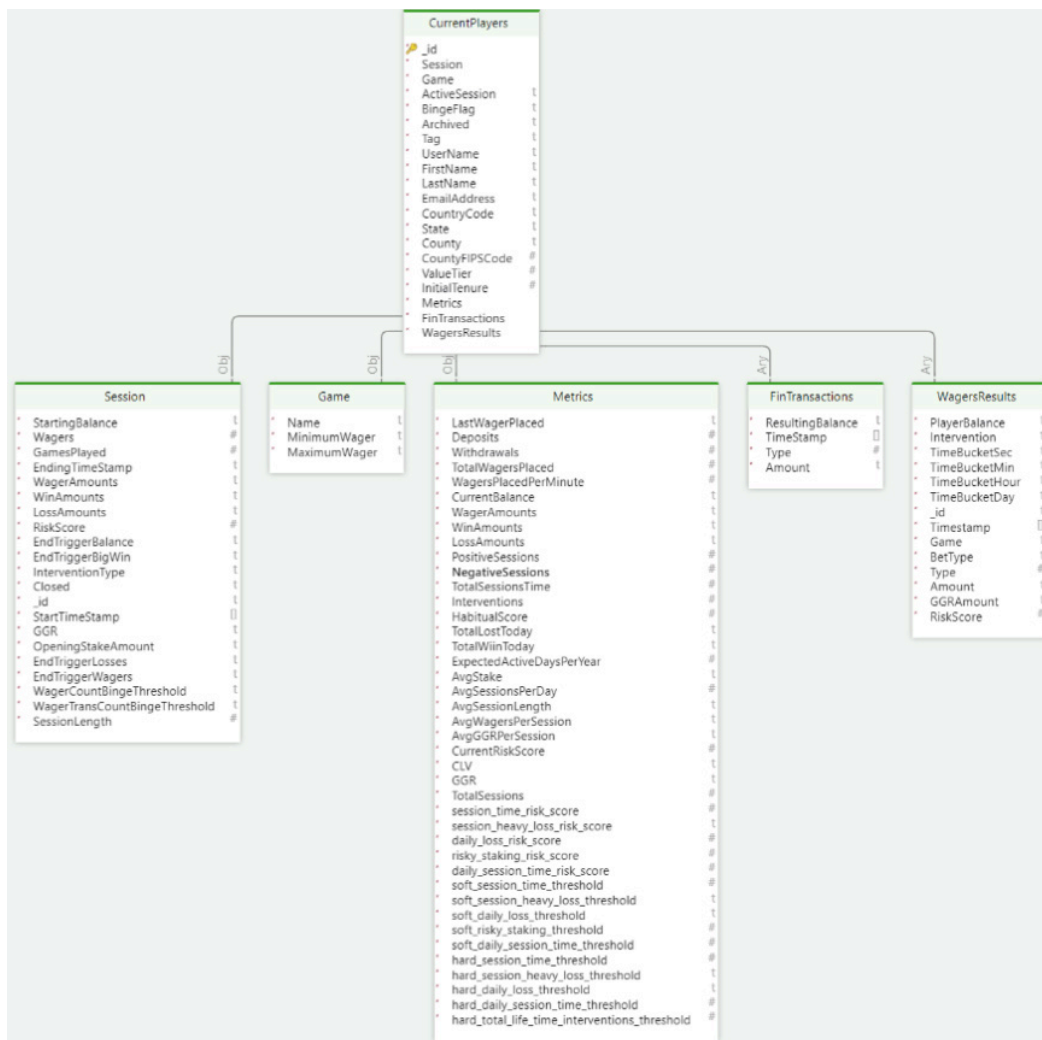 CurrentPlayers
_id
Session
Game
ActiveSession t
BingeFlag t
Archived t
Tag t
UserName t
FirstName t
LastName t
EmailAddress t
CountryCode t
State t
County t
CountyFIPSCode #
ValueTier #
InitialTenure #
Metrics
FinTransactions
WagersResults
Obj
Obj
Obj
Ary
Ary
Session
StartingBalance t
Wagers #
GamesPlayed #
EndingTimeStamp t
WagerAmounts t
WinAmounts t
LossAmounts t
RiskScore #
EndTriggerBalance t
EndTriggerBigWin t
InterventionType t
Closed t
_id t
StartTimeStamp []
GGR t
OpeningStakeAmount t
EndTriggerLosses t
EndTriggerWagers t
WagerCountBingeThreshold t
WagerTransCountBingeThreshold t
SessionLength #
Game
Name t
MinimumWager t
MaximumWager t
Metrics
LastWagerPlaced t
Deposits #
Withdrawals #
TotalWagersPlaced #
WagersPlacedPerMinute #
CurrentBalance t
WagerAmounts t
WinAmounts t
LossAmounts t
PositiveSessions #
NegativeSessions #
TotalSessionsTime #
Interventions #
HabitualScore #
TotalLostToday t
TotalWiinToday t
ExpectedActiveDaysPerYear #
AvgStake t
AvgSessionsPerDay #
AvgSessionLength t
AvgWagersPerSession t
AvgGGRPerSession t
CurrentRiskScore #
CLV t
GGR t
TotalSessions #
session_time_risk_score #
session_heavy_loss_risk_score t
daily_loss_risk_score #
risky_staking_risk_score #
daily_session_time_risk_score #
soft_session_time_threshold #
soft_session_heavy_loss_threshold t
soft_daily_loss_threshold t
soft_risky_staking_threshold #
soft_daily_session_time_threshold #
hard_session_time_threshold #
hard_session_heavy_loss_threshold t
hard_daily_loss_threshold t
hard_daily_session_time_threshold #
hard_total_life_time_interventions_threshold #
FinTransactions
ResultingBalance t
TimeStamp []
Type #
Amount t
WagersResults
PlayerBalance t
Intervention t
TimeBucketSec t
TimeBucketMin t
TimeBucketHour t
TimeBucketDay t
_id t
Timestamp
Game t
BetType t
Type #
Amount t
GGRAmount t
RiskScore #